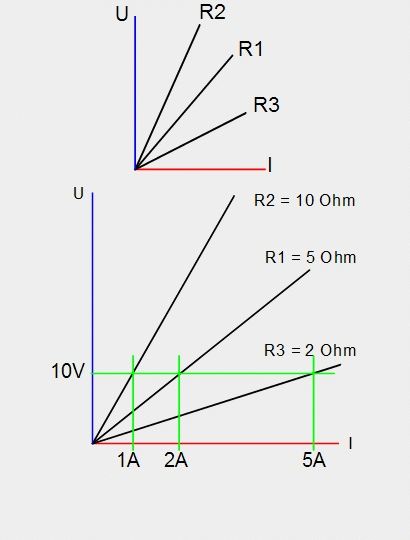 U
R2
R1
R3
I
U
R2 = 10 Ohm
R1 = 5 Ohm
R3 = 2 Ohm
10V
I
1A 2A 5A